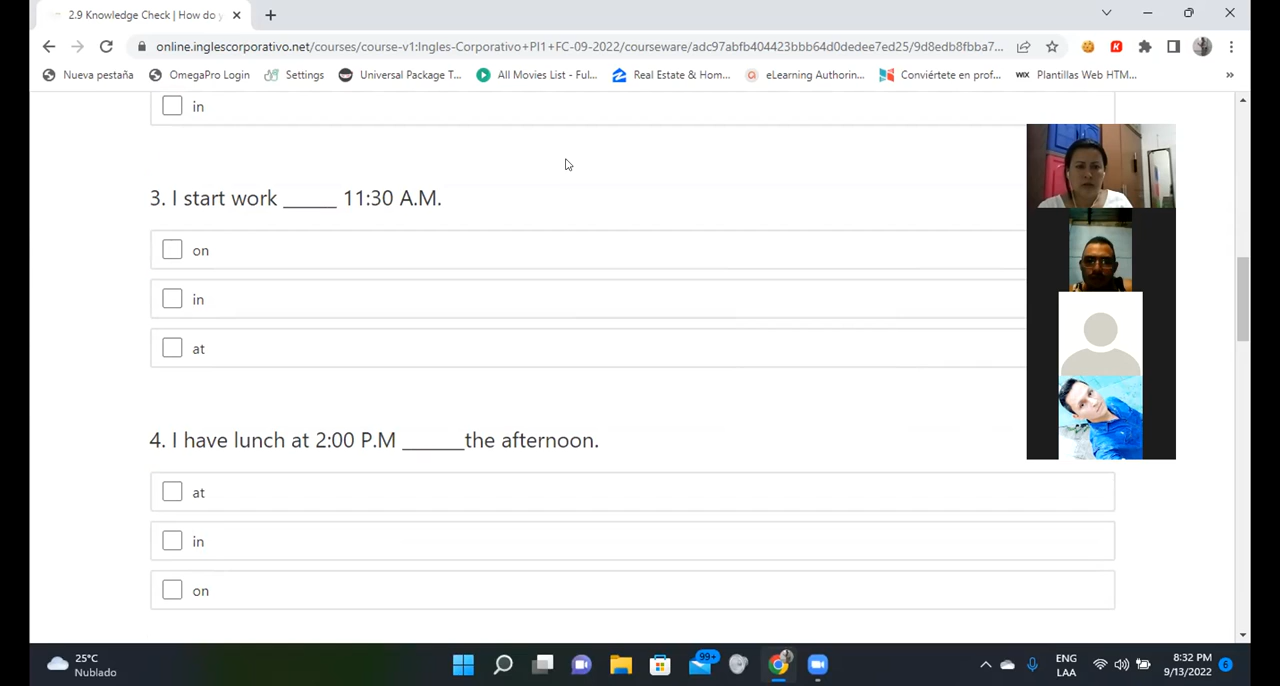 2.9 Knowledge Check | How do y
online.inglescorporativo.net/courses/course-v1:Ingles-Corporativo+PI1+FC-09-2022/courseware/adc97abfb404423bbb64d0dedee7ed25/9d8edb8fbba7...
Nueva pestaña OmegaPro Login Settings Universal Package T... All Movies List - Ful... Real Estate & Hom... eLearning Authorin... Conviértete en prof... WIX Plantillas Web HTM... »
in
3. I start work _____ 11:30 A.M.
on
in
at
4. I have lunch at 2:00 P.M ______the afternoon.
at
in
on
25°C
Nublado
99+
ENG
LAA
8:32 PM
9/13/2022
6